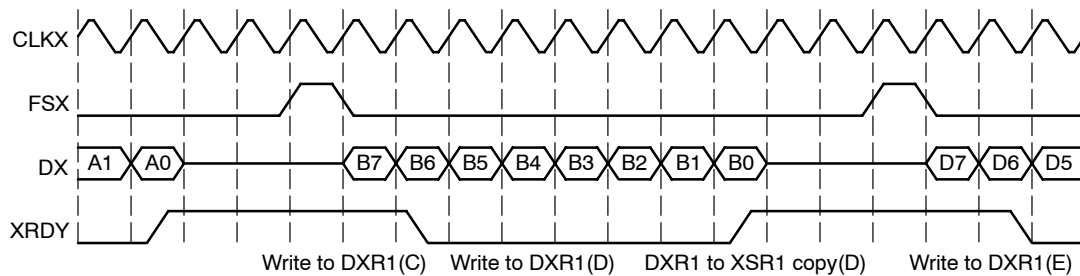 CLKX
FSX
DX A1 A0 B7 B6 B5 B4 B3 B2 B1 B0 D7 D6 D5
XRDY
Write to DXR1(C) Write to DXR1(D) DXR1 to XSR1 copy(D) Write to DXR1(E)